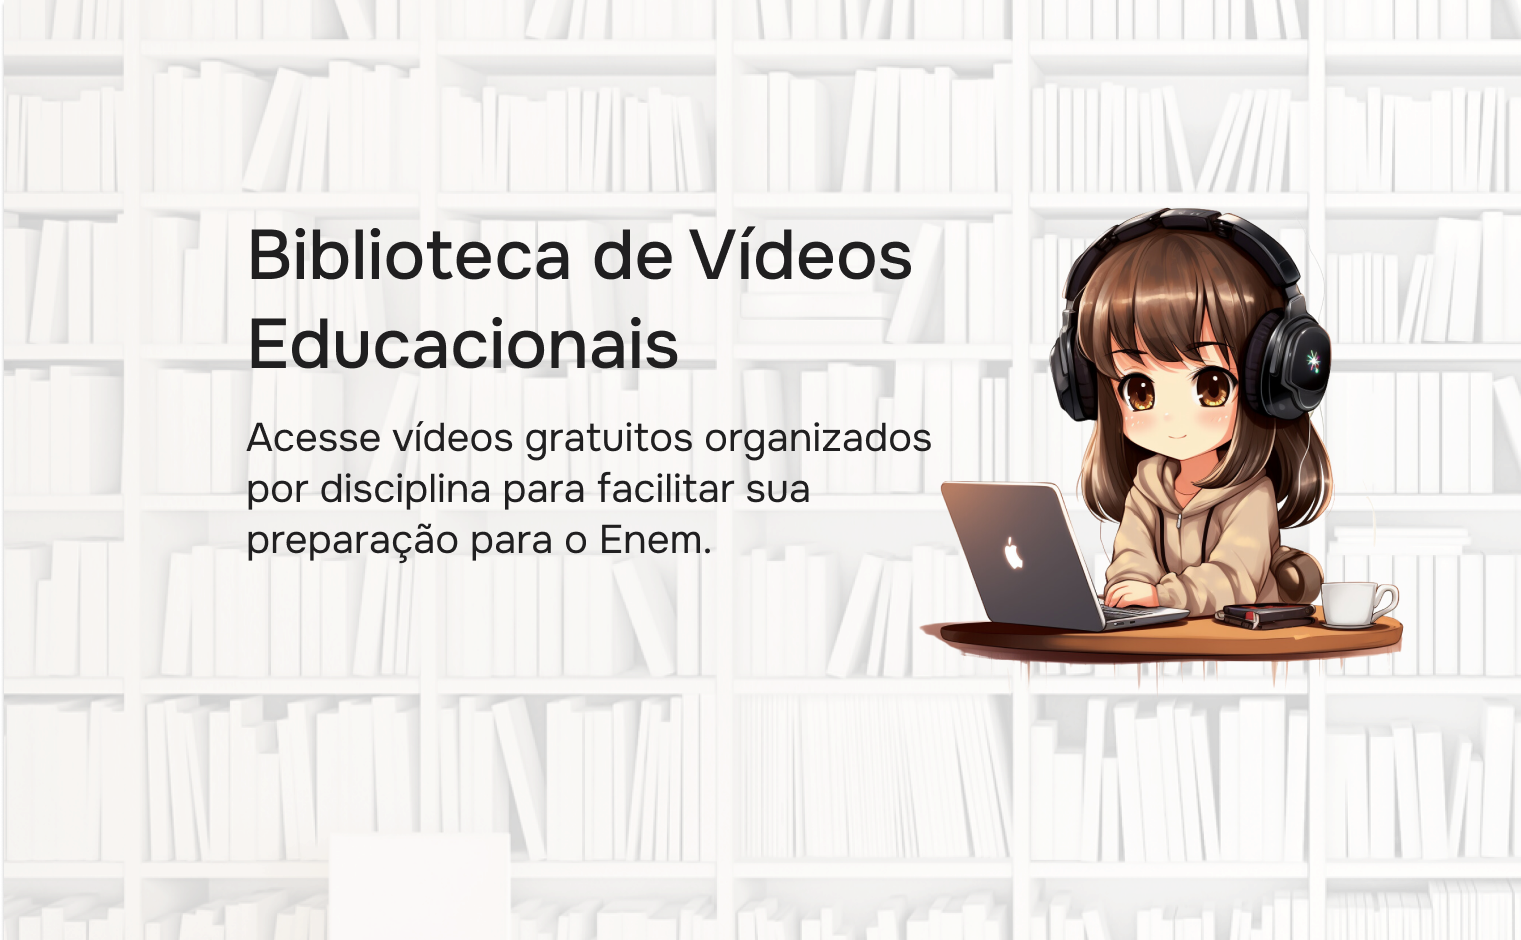 Biblioteca de Vídeos
Educacionais
Acesse vídeos gratuitos organizados
por disciplina para facilitar sua
preparação para o Enem.